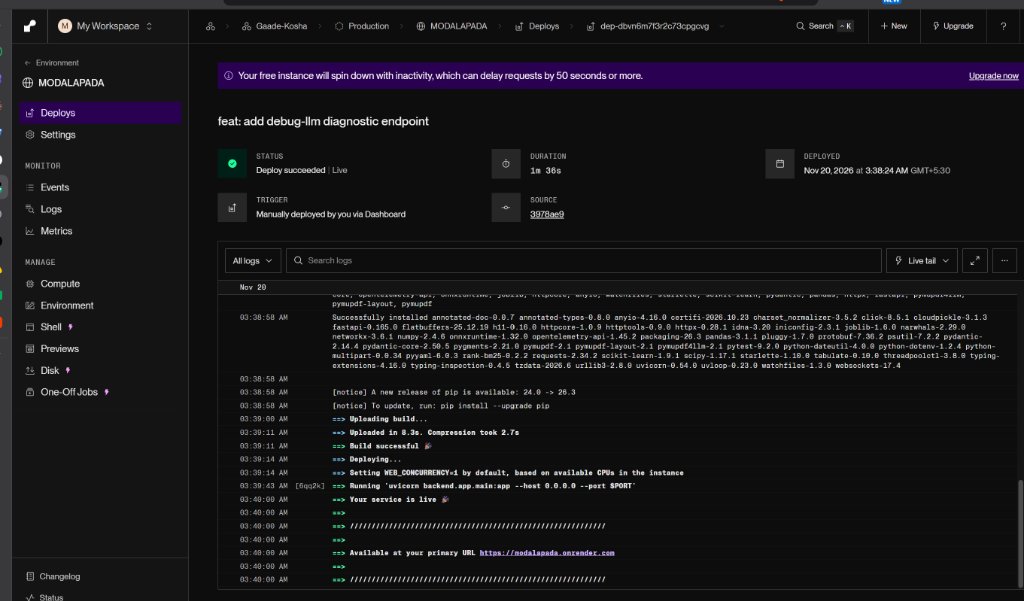 NEW
M My Workspace
Gaade-Kosha
Production
MODALAPADA
Deploys
dep-dbvn6m7f3r2c73cpgcvg
Search
K
+ New
Upgrade
?
← Environment
MODALAPADA
Deploys
Settings
MONITOR
Events
Logs
Metrics
MANAGE
Compute
Environment
Shell
Previews
Disk
One-Off Jobs
Changelog
Status
Your free instance will spin down with inactivity, which can delay requests by 50 seconds or more.
Upgrade now
feat: add debug-llm diagnostic endpoint
STATUS
Deploy succeeded | Live
DURATION
1m 36s
DEPLOYED
Nov 20, 2026 at 3:38:24 AM GMT+5:30
TRIGGER
Manually deployed by you via Dashboard
SOURCE
3978ae9
All logs
Search logs
Live tail
...
Nov 20
pymupdf-layout, pymupdf
03:38:58 AM Successfully installed annotated-doc-0.0.7 annotated-types-0.8.0 anyio-4.16.0 certifi-2026.10.23 charset_normalizer-3.5.2 click-8.5.1 cloudpickle-3.1.3
fastapi-0.165.0 flatbuffers-25.12.19 h11-0.16.0 httpcore-1.0.9 httptools-0.9.0 httpx-0.28.1 idna-3.20 iniconfig-2.3.1 joblib-1.6.0 narwhals-2.29.0
networkx-3.6.1 numpy-2.4.6 onnxruntime-1.32.0 opentelemetry-api-1.45.2 packaging-26.3 pandas-3.1.1 pluggy-1.7.0 protobuf-7.36.2 psutil-7.2.2 pydantic-
2.14.4 pydantic-core-2.50.5 pygments-2.21.0 pymupdf-2.1 pymupdf-layout-2.1 pymupdf4llm-2.1 pytest-9.2.0 python-dateutil-4.0.0 python-dotenv-1.2.4 python-
multipart-0.0.34 pyyaml-6.0.3 rank-bm25-0.2.2 requests-2.34.2 scikit-learn-1.9.1 scipy-1.17.1 starlette-1.10.0 tabulate-0.10.0 threadpoolctl-3.8.0 typing-
extensions-4.16.0 typing-inspection-0.4.5 tzdata-2026.6 urllib3-2.8.0 uvicorn-0.54.0 uvloop-0.23.0 watchfiles-1.3.0 websockets-17.4
03:38:58 AM
03:38:58 AM [notice] A new release of pip is available: 24.0 -> 26.3
03:38:58 AM [notice] To update, run: pip install --upgrade pip
03:39:00 AM ==> Uploading build...
03:39:11 AM ==> Uploaded in 8.3s. Compression took 2.7s
03:39:11 AM ==> Build successful 🎉
03:39:14 AM ==> Deploying...
03:39:14 AM ==> Setting WEB_CONCURRENCY=1 by default, based on available CPUs in the instance
03:39:43 AM [6qq2k] ==> Running 'uvicorn backend.app.main:app --host 0.0.0.0 --port $PORT'
03:40:00 AM ==> Your service is live 🎉
03:40:00 AM ==>
03:40:00 AM ==> ///////////////////////////////////////////////////////////
03:40:00 AM ==>
03:40:00 AM ==> Available at your primary URL https://modalapada.onrender.com
03:40:00 AM ==>
03:40:00 AM ==> ///////////////////////////////////////////////////////////